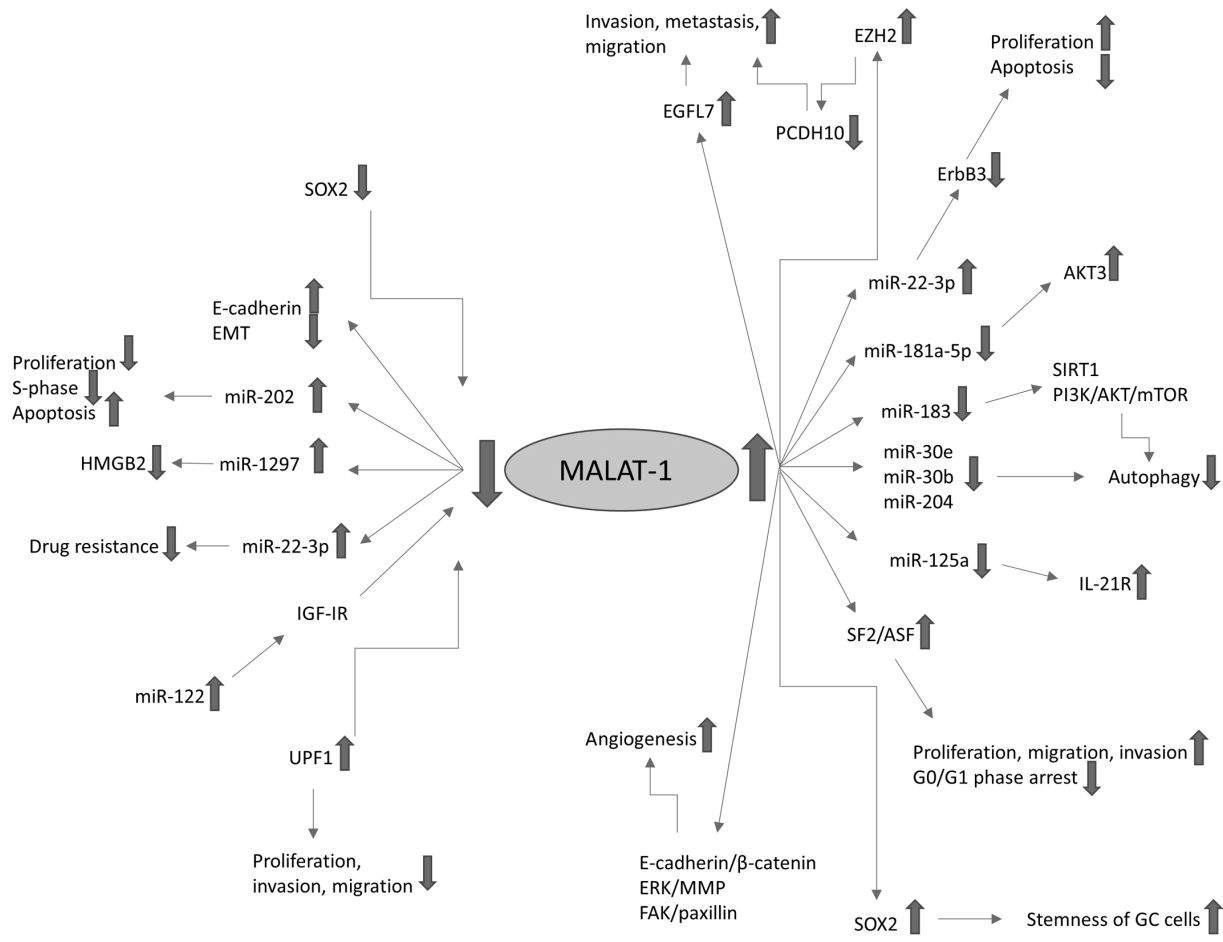 Invasion, metastasis,
migration
EZH2
Proliferation
Apoptosis
EGFL7
PCDH10
ErbB3
SOX2
miR-22-3p
AKT3
E-cadherin
EMT
miR-181a-5p
Proliferation
S-phase
Apoptosis
miR-202
SIRT1
PI3K/AKT/mTOR
miR-183
HMGB2
miR-1297
MALAT-1
miR-30e
miR-30b
miR-204
Autophagy
Drug resistance
miR-22-3p
miR-125a
IL-21R
IGF-IR
SF2/ASF
miR-122
UPF1
Angiogenesis
Proliferation, migration, invasion
G0/G1 phase arrest
Proliferation,
invasion, migration
E-cadherin/β-catenin
ERK/MMP
FAK/paxillin
SOX2
Stemness of GC cells